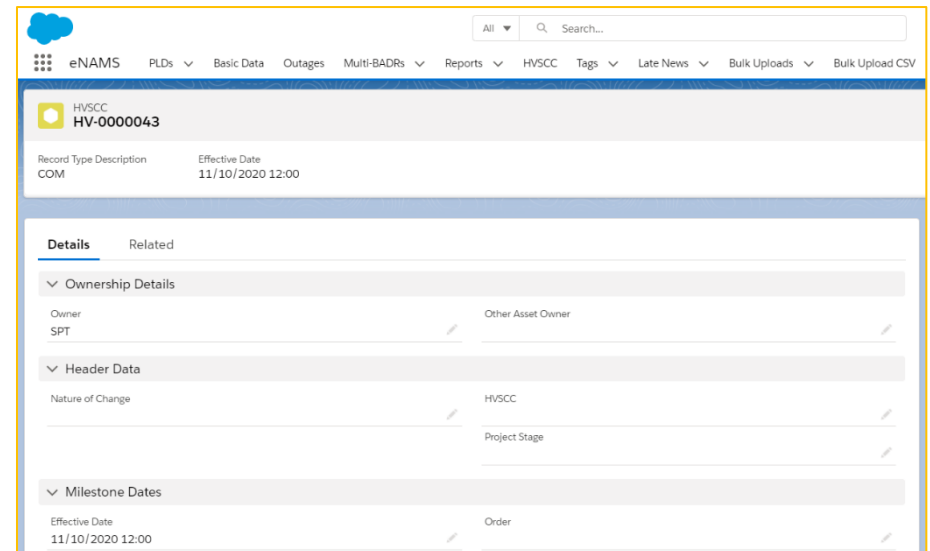 All Search...
eNAMS PLDs Basic Data Outages Multi-BADRs Reports HVSCC Tags Late News Bulk Uploads Bulk Upload CSV
HVSCC
HV-0000043
Record Type Description Effective Date
COM 11/10/2020 12:00
Details Related
Ownership Details
Owner Other Asset Owner
SPT
Header Data
Nature of Change HVSCC
Project Stage
Milestone Dates
Effective Date Order
11/10/2020 12:00